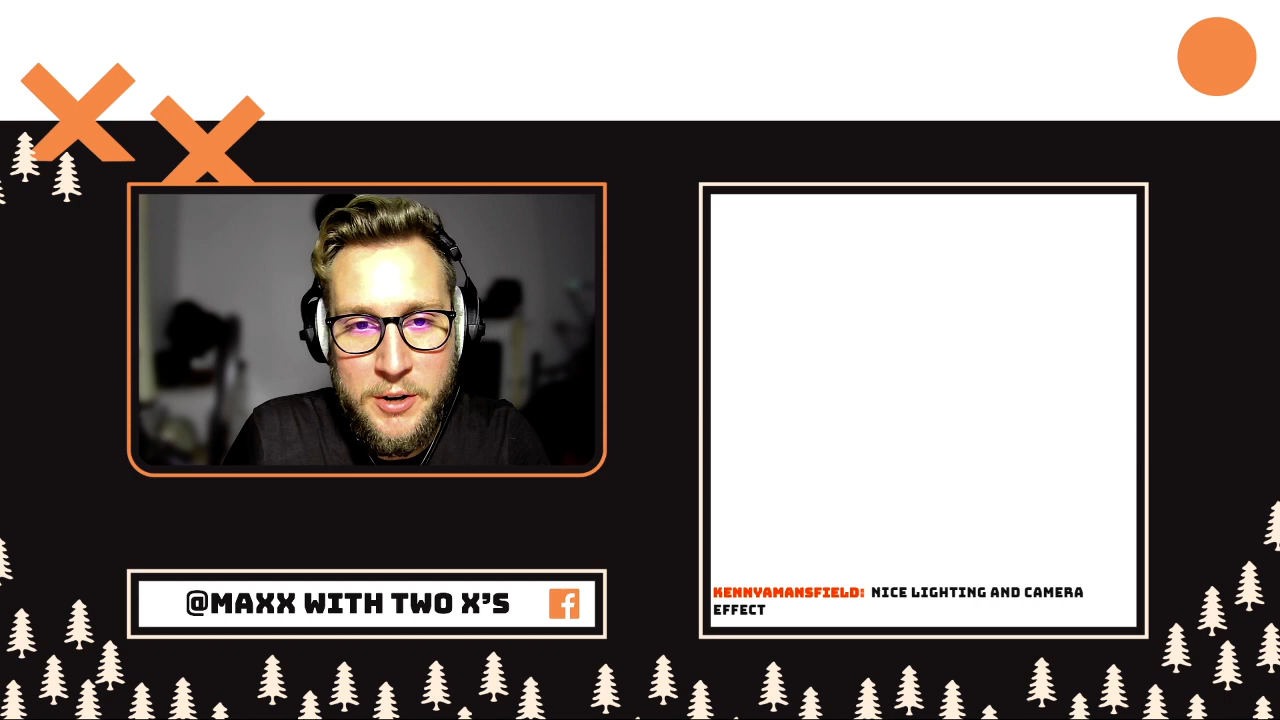 @MAXX WITH TWO X'S
KENNYAMANSFIELD: NICE LIGHTING AND CAMERA
EFFECT